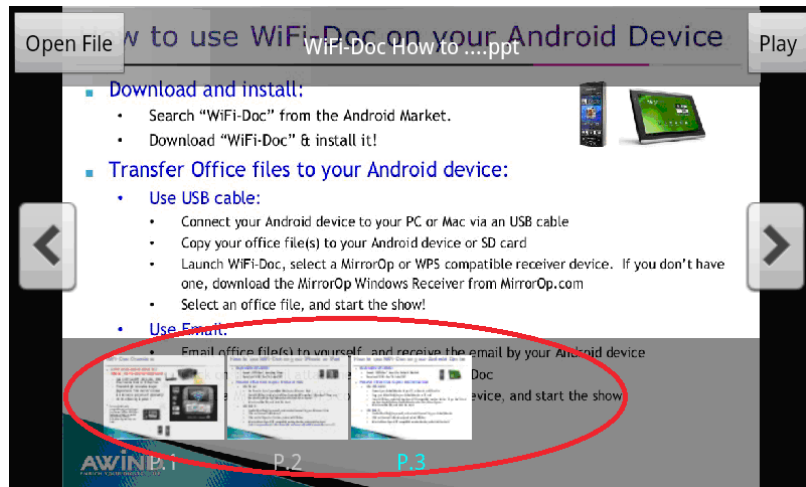 Open File
WiFi-Doc How to ....ppt
Play
How to use WiFi-Doc on your Android Device
Download and install:
Search “WiFi-Doc” from the Android Market.
Download “WiFi-Doc” & install it!
Transfer Office files to your Android device:
Use USB cable:
Connect your Android device to your PC or Mac via an USB cable
Copy your office file(s) to your Android device or SD card
Launch WiFi-Doc, select a MirrorOp or WPS compatible receiver device. If you don’t have
one, download the MirrorOp Windows Receiver from MirrorOp.com
Select an office file, and start the show!
Use Email:
Email office file(s) to yourself, and receive the email by your Android device
Doc
device, and start the show
P.1
P.2
P.3